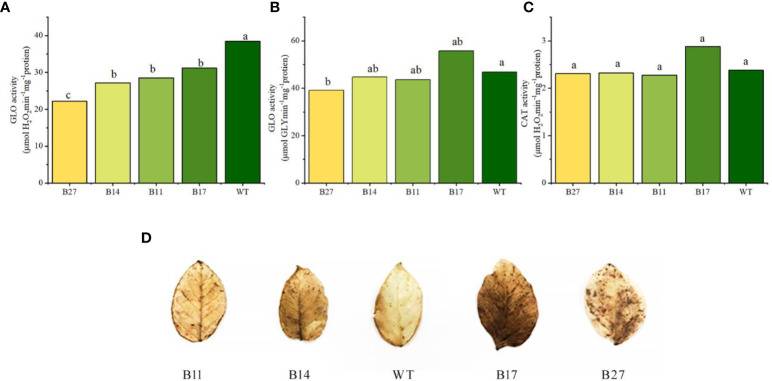 A
GLO activity
(μmol H₂O₂min⁻¹mg⁻¹protien)
40
30
20
10
0
c
b
b
b
a
B27 B14 B11 B17 WT
B
GLO activity
(μmol GLYmin⁻¹mg⁻¹protien)
60
40
20
0
b
ab
ab
ab
a
B27 B14 B11 B17 WT
C
CAT activity
(μmol H₂O₂min⁻¹mg⁻¹protien)
3
2
1
0
a
a
a
a
a
B27 B14 B11 B17 WT
D
B11 B14 WT B17 B27